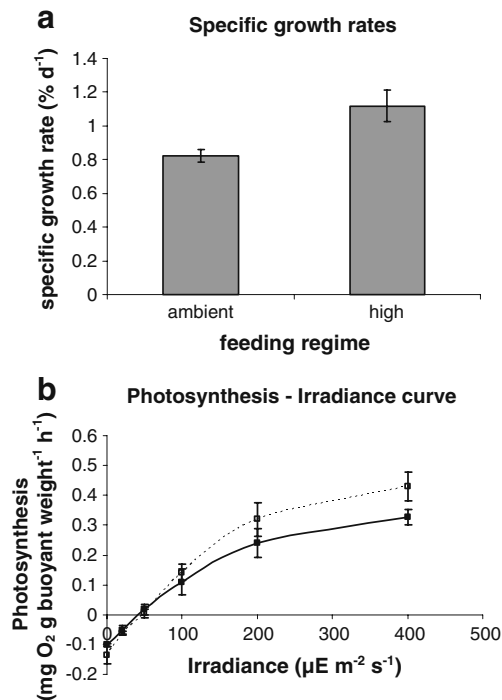 a
Specific growth rates
specific growth rate (% d⁻¹)
1.4
1.2
1
0.8
0.6
0.4
0.2
0
ambient
high
feeding regime
b
Photosynthesis - Irradiance curve
Photosynthesis
(mg O₂ g buoyant weight⁻¹ h⁻¹)
0.6
0.5
0.4
0.3
0.2
0.1
0
-0.1
-0.2
0
100
200
300
400
500
Irradiance (µE m⁻² s⁻¹)